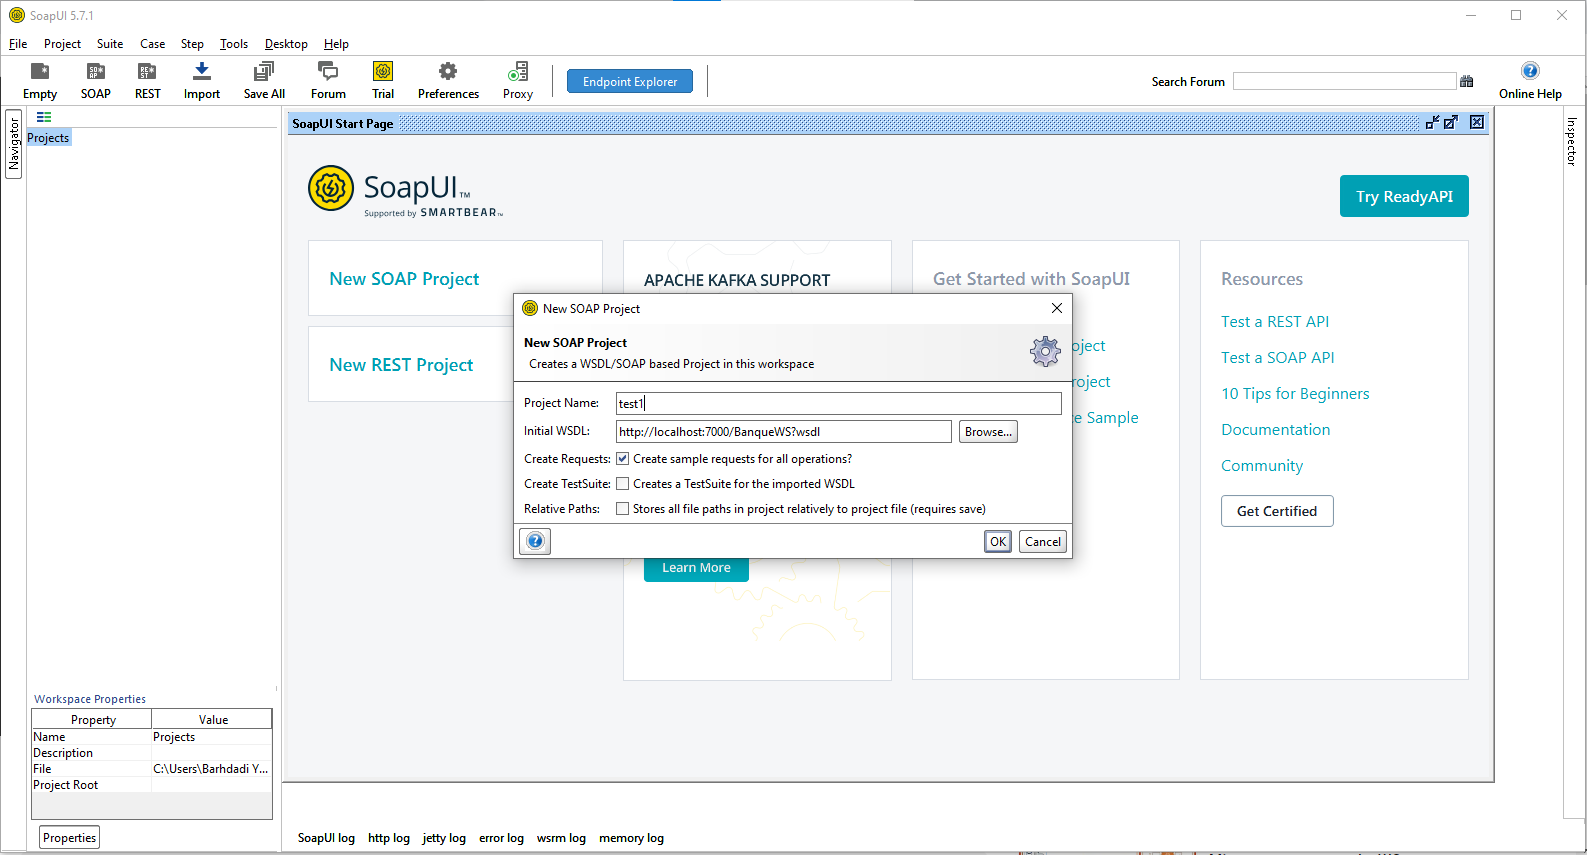 SoapUI 5.7.1
File Project Suite Case Step Tools Desktop Help
Empty SOAP REST Import Save All Forum Trial Preferences Proxy
Endpoint Explorer
Search Forum
Online Help
Navigator
Projects
SoapUI Start Page
Inspector
SoapUI™
Supported by SMARTBEAR™
Try ReadyAPI
New SOAP Project
New REST Project
APACHE KAFKA SUPPORT
Learn More
Get Started with SoapUI
oject
roject
ce Sample
Resources
Test a REST API
Test a SOAP API
10 Tips for Beginners
Documentation
Community
Get Certified
New SOAP Project
New SOAP Project
Creates a WSDL/SOAP based Project in this workspace
Project Name: test1
Initial WSDL: http://localhost:7000/BanqueWS?wsdl Browse...
Create Requests: Create sample requests for all operations?
Create TestSuite: Creates a TestSuite for the imported WSDL
Relative Paths: Stores all file paths in project relatively to project file (requires save)
OK Cancel
Workspace Properties
Property Value
Name Projects
Description
File C:\Users\Barhdadi Y...
Project Root
Properties
SoapUI log http log jetty log error log wsrm log memory log